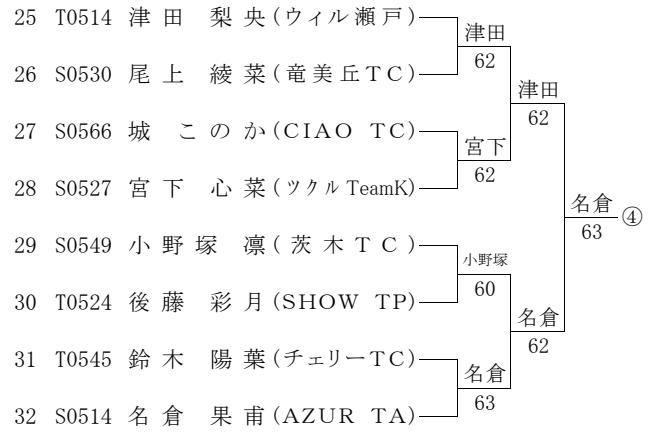 25 T0514 津田 梨央(ウィル瀬戸)
津田
62
26 S0530 尾上 綾菜(竜美丘TC)
津田
62
27 S0566 城 このか(CIAO TC)
宮下
62
28 S0527 宮下 心菜(ツクルTeamK)
名倉
63
④
29 S0549 小野塚 凛(茨木TC)
小野塚
60
30 T0524 後藤 彩月(SHOW TP)
名倉
62
31 T0545 鈴木 陽葉(チェリーTC)
名倉
63
32 S0514 名倉 果甫(AZUR TA)